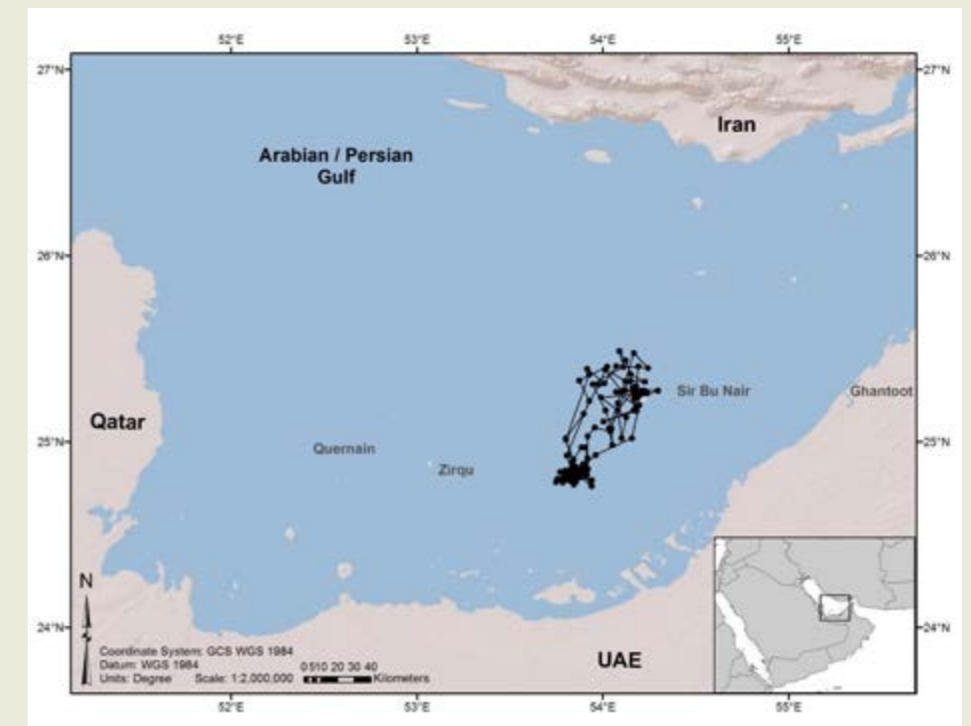 52°E 53°E 54°E 55°E
27°N 27°N
Iran
Arabian / Persian
Gulf
26°N 26°N
Sir Bu Nair Ghantoot
Qatar
25°N 25°N
Quernain
Zirqu
N
24°N 24°N
Coordinate System: GCS WGS 1984
Datum: WGS 1984
Units: Degree Scale: 1:2,000,000
0 5 10 20 30 40
Kilometers
UAE
52°E 53°E 54°E 55°E